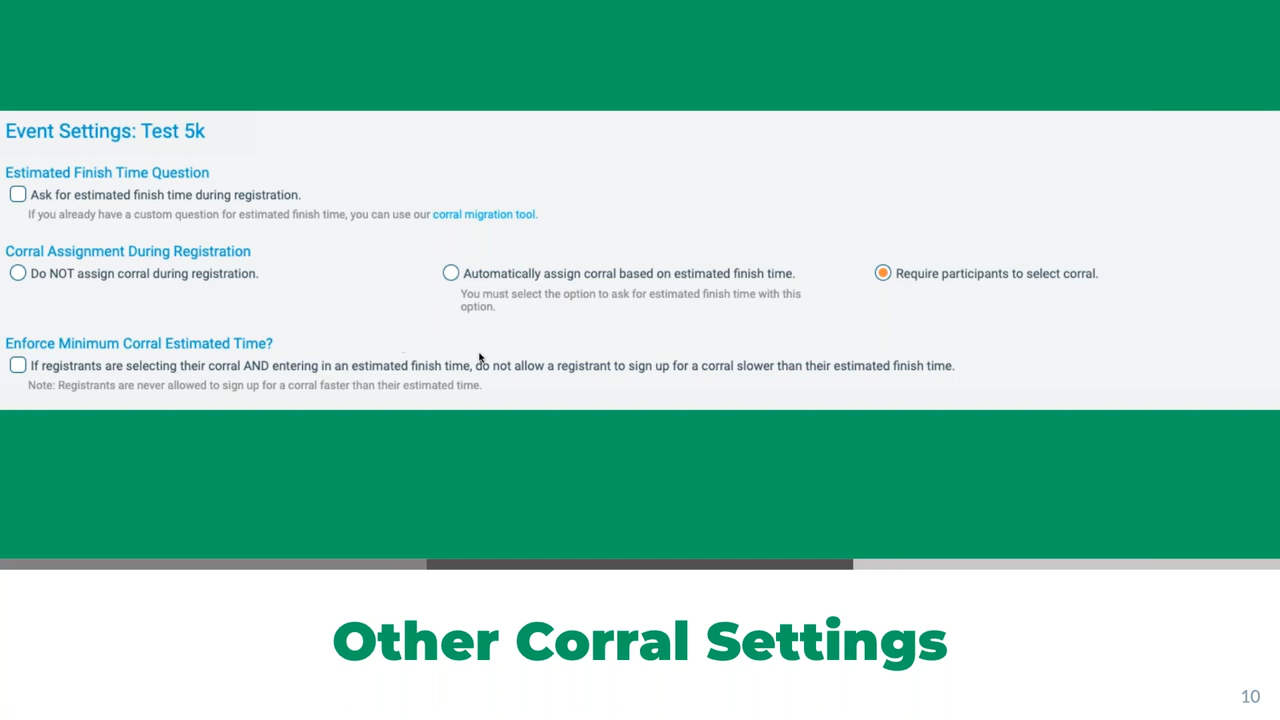 Event Settings: Test 5k
Estimated Finish Time Question
Ask for estimated finish time during registration.
If you already have a custom question for estimated finish time, you can use our corral migration tool.
Corral Assignment During Registration
Do NOT assign corral during registration.
Automatically assign corral based on estimated finish time.
You must select the option to ask for estimated finish time with this
option.
Require participants to select corral.
Enforce Minimum Corral Estimated Time?
If registrants are selecting their corral AND entering in an estimated finish time, do not allow a registrant to sign up for a corral slower than their estimated finish time.
Note: Registrants are never allowed to sign up for a corral faster than their estimated time.
Other Corral Settings
10